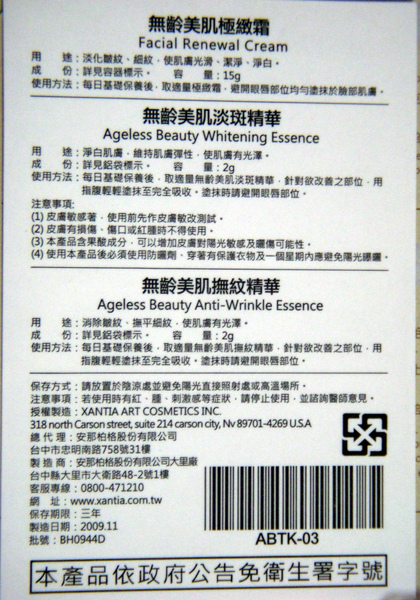 無齡美肌極緻霜
Facial Renewal Cream
用　　途：淡化皺紋、細紋，使肌膚光滑、潔淨、淨白。
成　　份：詳見容器標示。　容　　量：15g
使用方法：每日基礎保養後，取適量極緻霜，避開眼唇部位均勻塗抹於臉部肌膚。
無齡美肌淡斑精華
Ageless Beauty Whitening Essence
用　　途：淨白肌膚，維持肌膚彈性，使肌膚有光澤。
成　　份：詳見鋁袋標示。　容　　量：2g
使用方法：每日基礎保養後，取適量無齡美肌淡斑精華，針對欲改善之部位，用
指腹輕輕塗抹至完全吸收。塗抹時請避開眼唇部位。
注意事項:
(1) 皮膚敏感著，使用前先作皮膚敏改測試。
(2) 皮膚有損傷、傷口或紅腫時不得使用。
(3) 本產品含果酸成分，可以增加皮膚對陽光敏感及曬傷可能性。
(4) 使用本產品後必須使用防曬劑、穿著有保護衣物及一個星期內應避免陽光曝曬。
無齡美肌撫紋精華
Ageless Beauty Anti-Wrinkle Essence
用　　途：消除皺紋、撫平細紋，使肌膚有光澤。
成　　份：詳見鋁袋標示。　容　　量：2g
使用方法：每日基礎保養後，取適量無齡美肌撫紋精華，針對欲改善之部位，用
指腹輕輕塗抹至完全吸收。塗抹時請避開眼唇部位。
保存方式：請放置於陰涼處並避免陽光直接照射處或高溫場所。
注意事項：若使用時有紅、腫、刺激感等症狀，請停止使用，並諮詢醫師意見。
授權製造：XANTIA ART COSMETICS INC.
318 north Carson street, suite 214 carson city, Nv 89701-4269 U.S.A
總 代 理：安那柏格股份有限公司
台中市忠明南路758號31樓
製 造 商：安那柏格股份有限公司大里廠
台中縣大里市大衛路48-2號1樓
客服專線：0800-471210
網　　址：www.xantia.com.tw
保存期限：三年
製造日期：2009.11
批號：BH0944D
ABTK-03
本產品依政府公告免衛生署字號